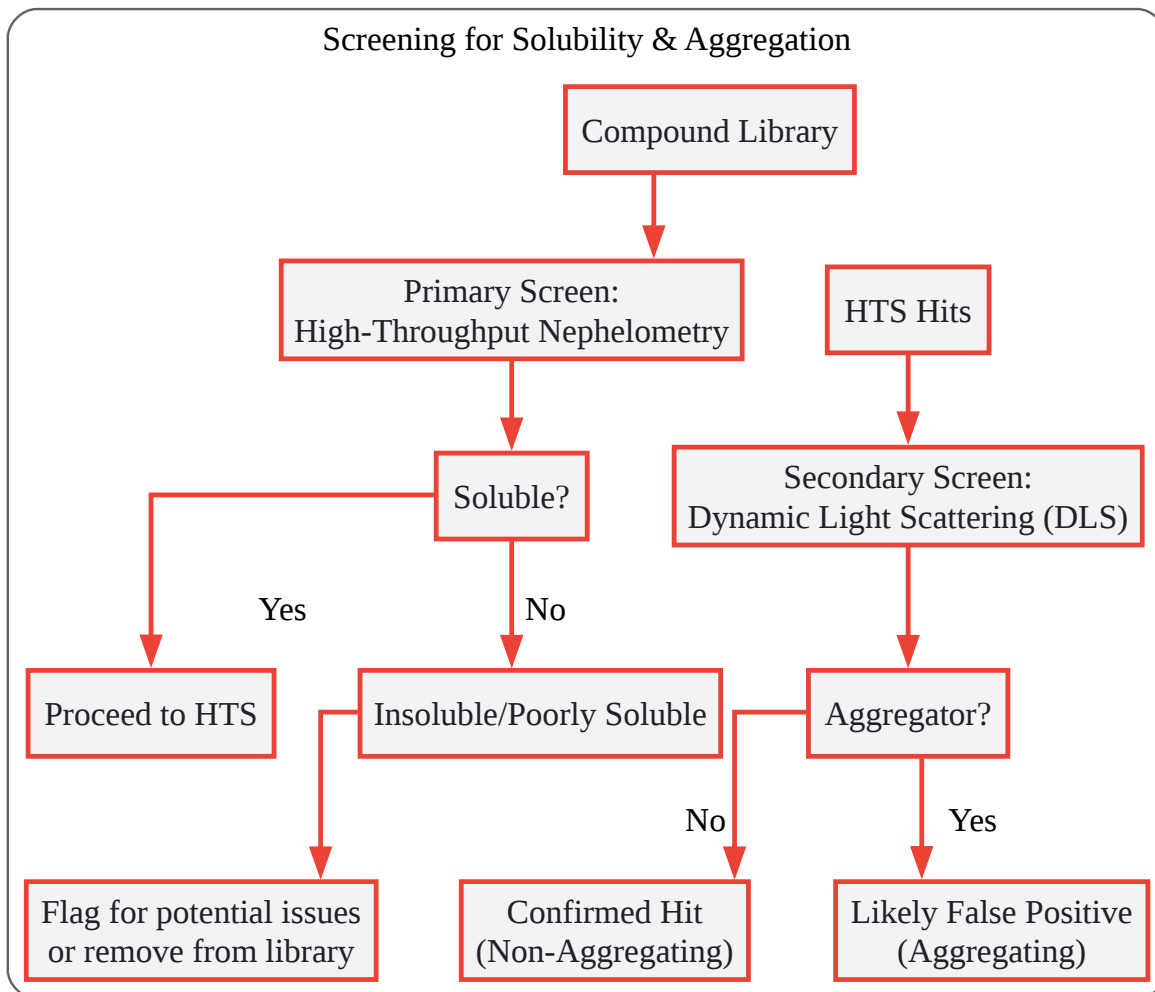 Screening for Solubility & Aggregation
Compound Library
Primary Screen:
High-Throughput Nephelometry
HTS Hits
Soluble?
Secondary Screen:
Dynamic Light Scattering (DLS)
Yes
No
Proceed to HTS
Insoluble/Poorly Soluble
Aggregator?
No
Yes
Flag for potential issues
or remove from library
Confirmed Hit
(Non-Aggregating)
Likely False Positive
(Aggregating)